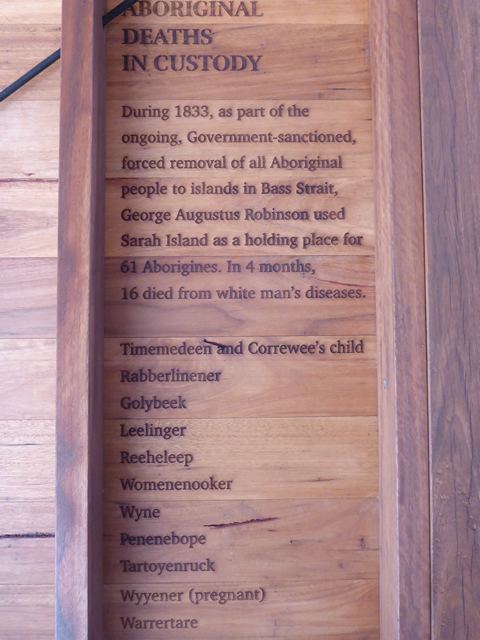 ABORIGINAL
DEATHS
IN CUSTODY
During 1833, as part of the
ongoing, Government-sanctioned,
forced removal of all Aboriginal
people to islands in Bass Strait,
George Augustus Robinson used
Sarah Island as a holding place for
61 Aborigines. In 4 months,
16 died from white man's diseases.
Timemedeen and Correwee's child
Rabberlinener
Golybeek
Leelinger
Reeheleep
Womenenooker
Wyne
Penenebope
Tartoyenruck
Wyyener (pregnant)
Warrertare